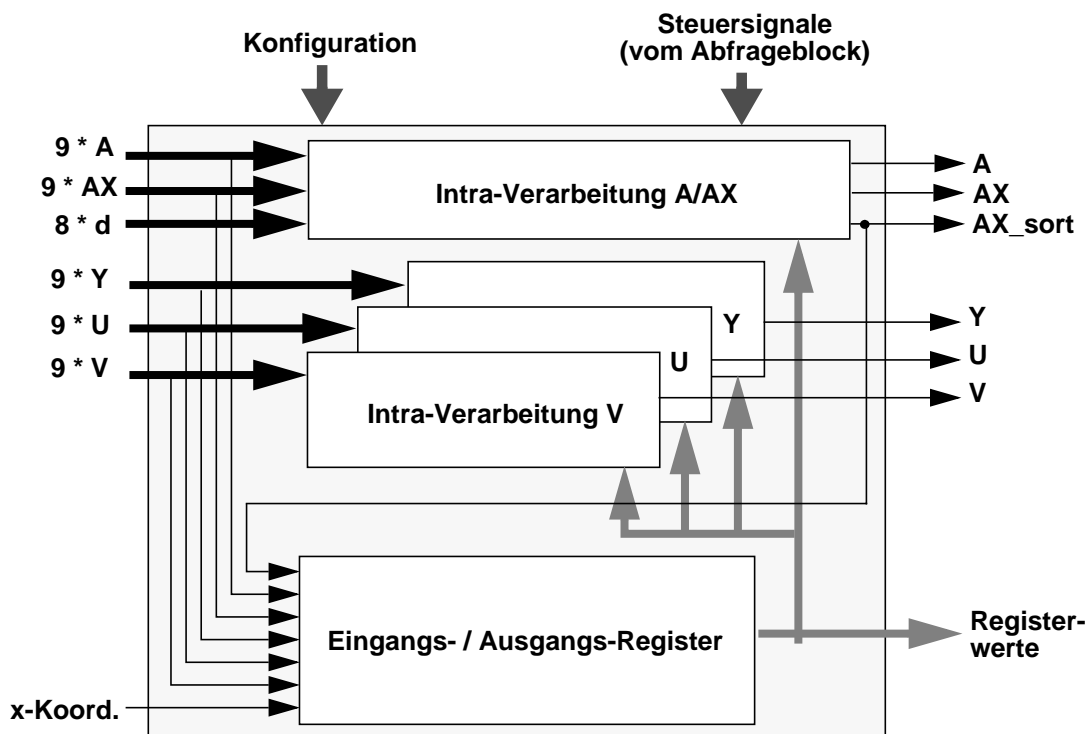 Konfiguration
Steuersignale
(vom Abfrageblock)
9 * A
9 * AX
8 * d
Intra-Verarbeitung A/AX
A
AX
AX_sort
9 * Y
9 * U
9 * V
Y
U
Intra-Verarbeitung V
Y
U
V
Eingangs- / Ausgangs-Register
Register-
werte
x-Koord.